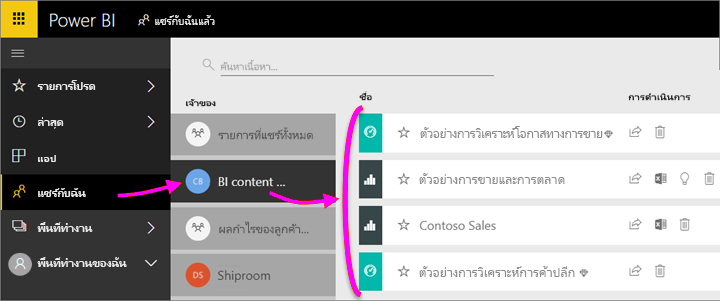 Power BI แชร์กับฉันแล้ว
รายการโปรด
ล่าสุด
แอป
แชร์กับฉัน
พื้นที่ทำงาน
พื้นที่ทำงานของฉัน
ค้นหาเนื้อหา...
เจ้าของ
รายการที่แชร์ทั้งหมด
CB BI content ...
ผลกำไรของลูกค้า...
DS Shiproom
ชื่อ การดำเนินการ
ตัวอย่างการวิเคราะห์โอกาสทางการขาย
ตัวอย่างการขายและการตลาด
Contoso Sales
ตัวอย่างการวิเคราะห์การค้าปลีก